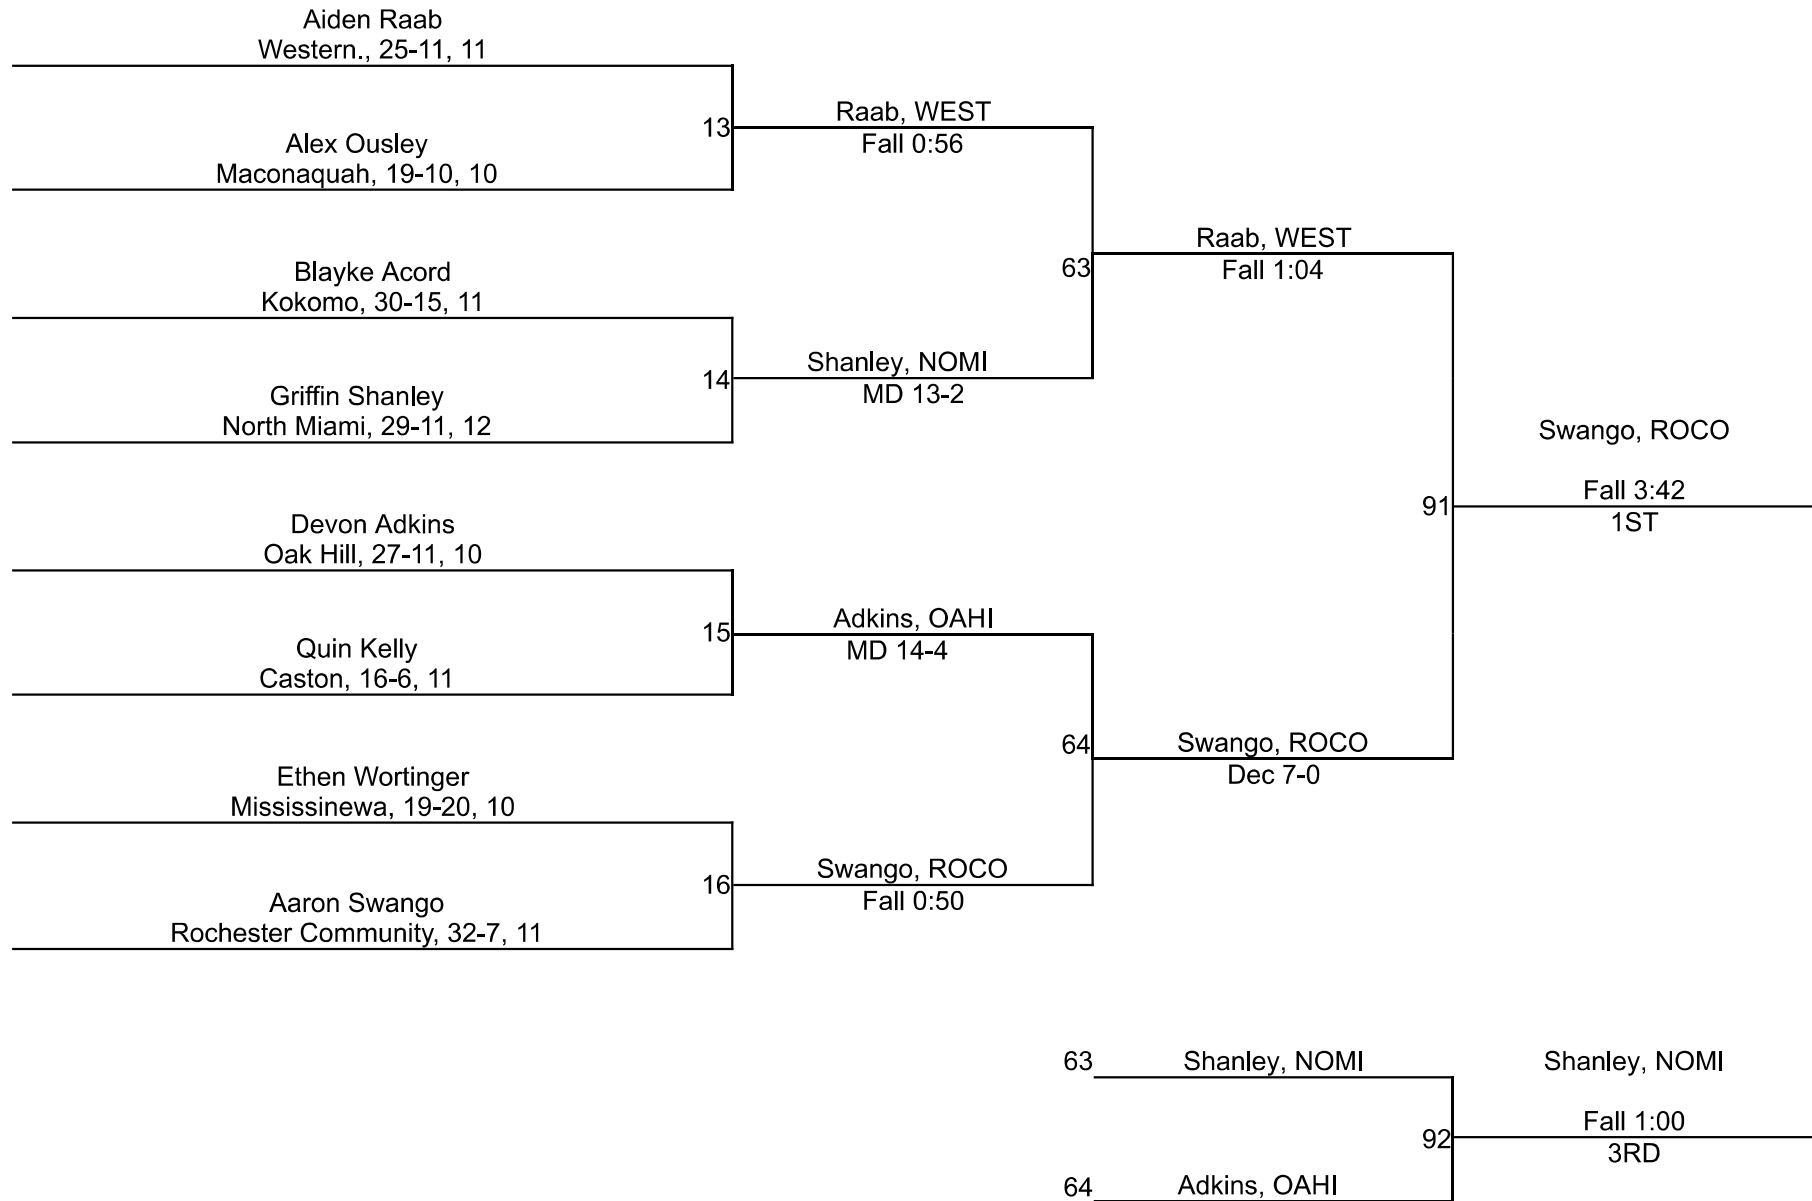 Aiden Raab
Western., 25-11, 11
Alex Ousley
Maconaquah, 19-10, 10
13
Raab, WEST
Fall 0:56
Blayke Acord
Kokomo, 30-15, 11
Griffin Shanley
North Miami, 29-11, 12
14
Shanley, NOMI
MD 13-2
63
Raab, WEST
Fall 1:04
Devon Adkins
Oak Hill, 27-11, 10
Quin Kelly
Caston, 16-6, 11
15
Adkins, OAHI
MD 14-4
Ethen Wortinger
Mississinewa, 19-20, 10
Aaron Swango
Rochester Community, 32-7, 11
16
Swango, ROCO
Fall 0:50
64
Swango, ROCO
Dec 7-0
91
Swango, ROCO
Fall 3:42
1ST
63
Shanley, NOMI
64
Adkins, OAHI
92
Shanley, NOMI
Fall 1:00
3RD